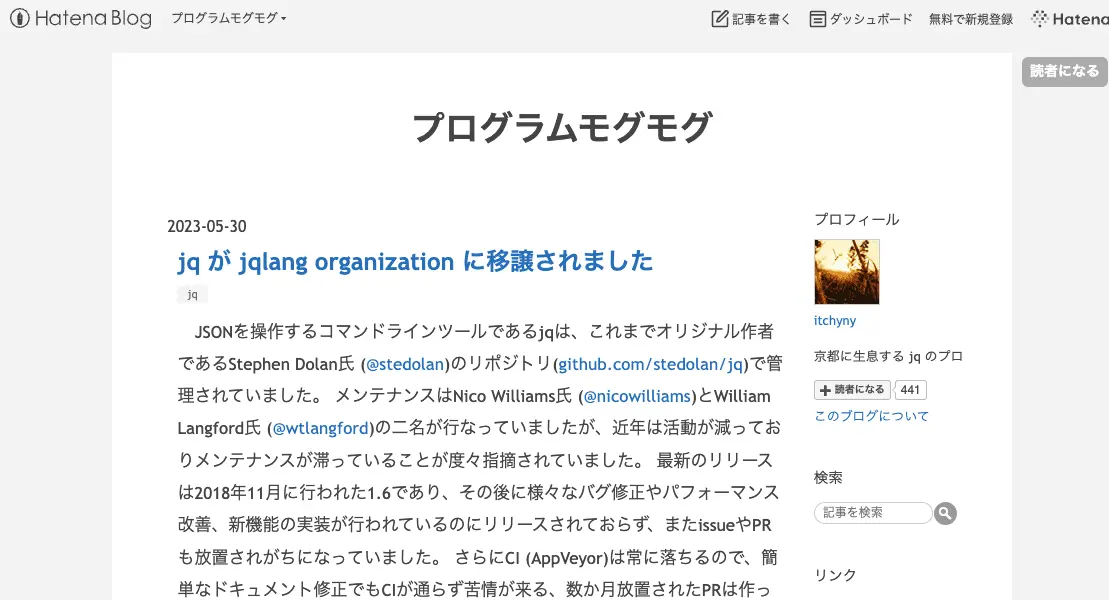 Hatena Blog プログラムモグモグ 記事を書く ダッシュボード 無料で新規登録 Hatena
読者になる
プログラムモグモグ
2023-05-30
jq が jqlang organization に移譲されました
jq
JSONを操作するコマンドラインツールであるjqは、これまでオリジナル作者
であるStephen Dolan氏 (@stedolan)のリポジトリ(github.com/stedolan/jq)で管
理されていました。 メンテナンスはNico Williams氏 (@nicowilliams)とWilliam
Langford氏 (@wtlangford)の二名が行なっていましたが、近年は活動が減ってお
りメンテナンスが滞っていることが度々指摘されていました。 最新のリリース
は2018年11月に行われた1.6であり、その後に様々なバグ修正やパフォーマンス
改善、新機能の実装が行われているのにリリースされておらず、またissueやPR
も放置されがちになっていました。 さらにCI (AppVeyor)は常に落ちるので、簡
単なドキュメント修正でもCIが通らず苦情が来る、数か月放置されたPRは作っ
プロフィール
itchyny
京都に生息する jq のプロ
読者になる 441
このブログについて
検索
記事を検索
リンク